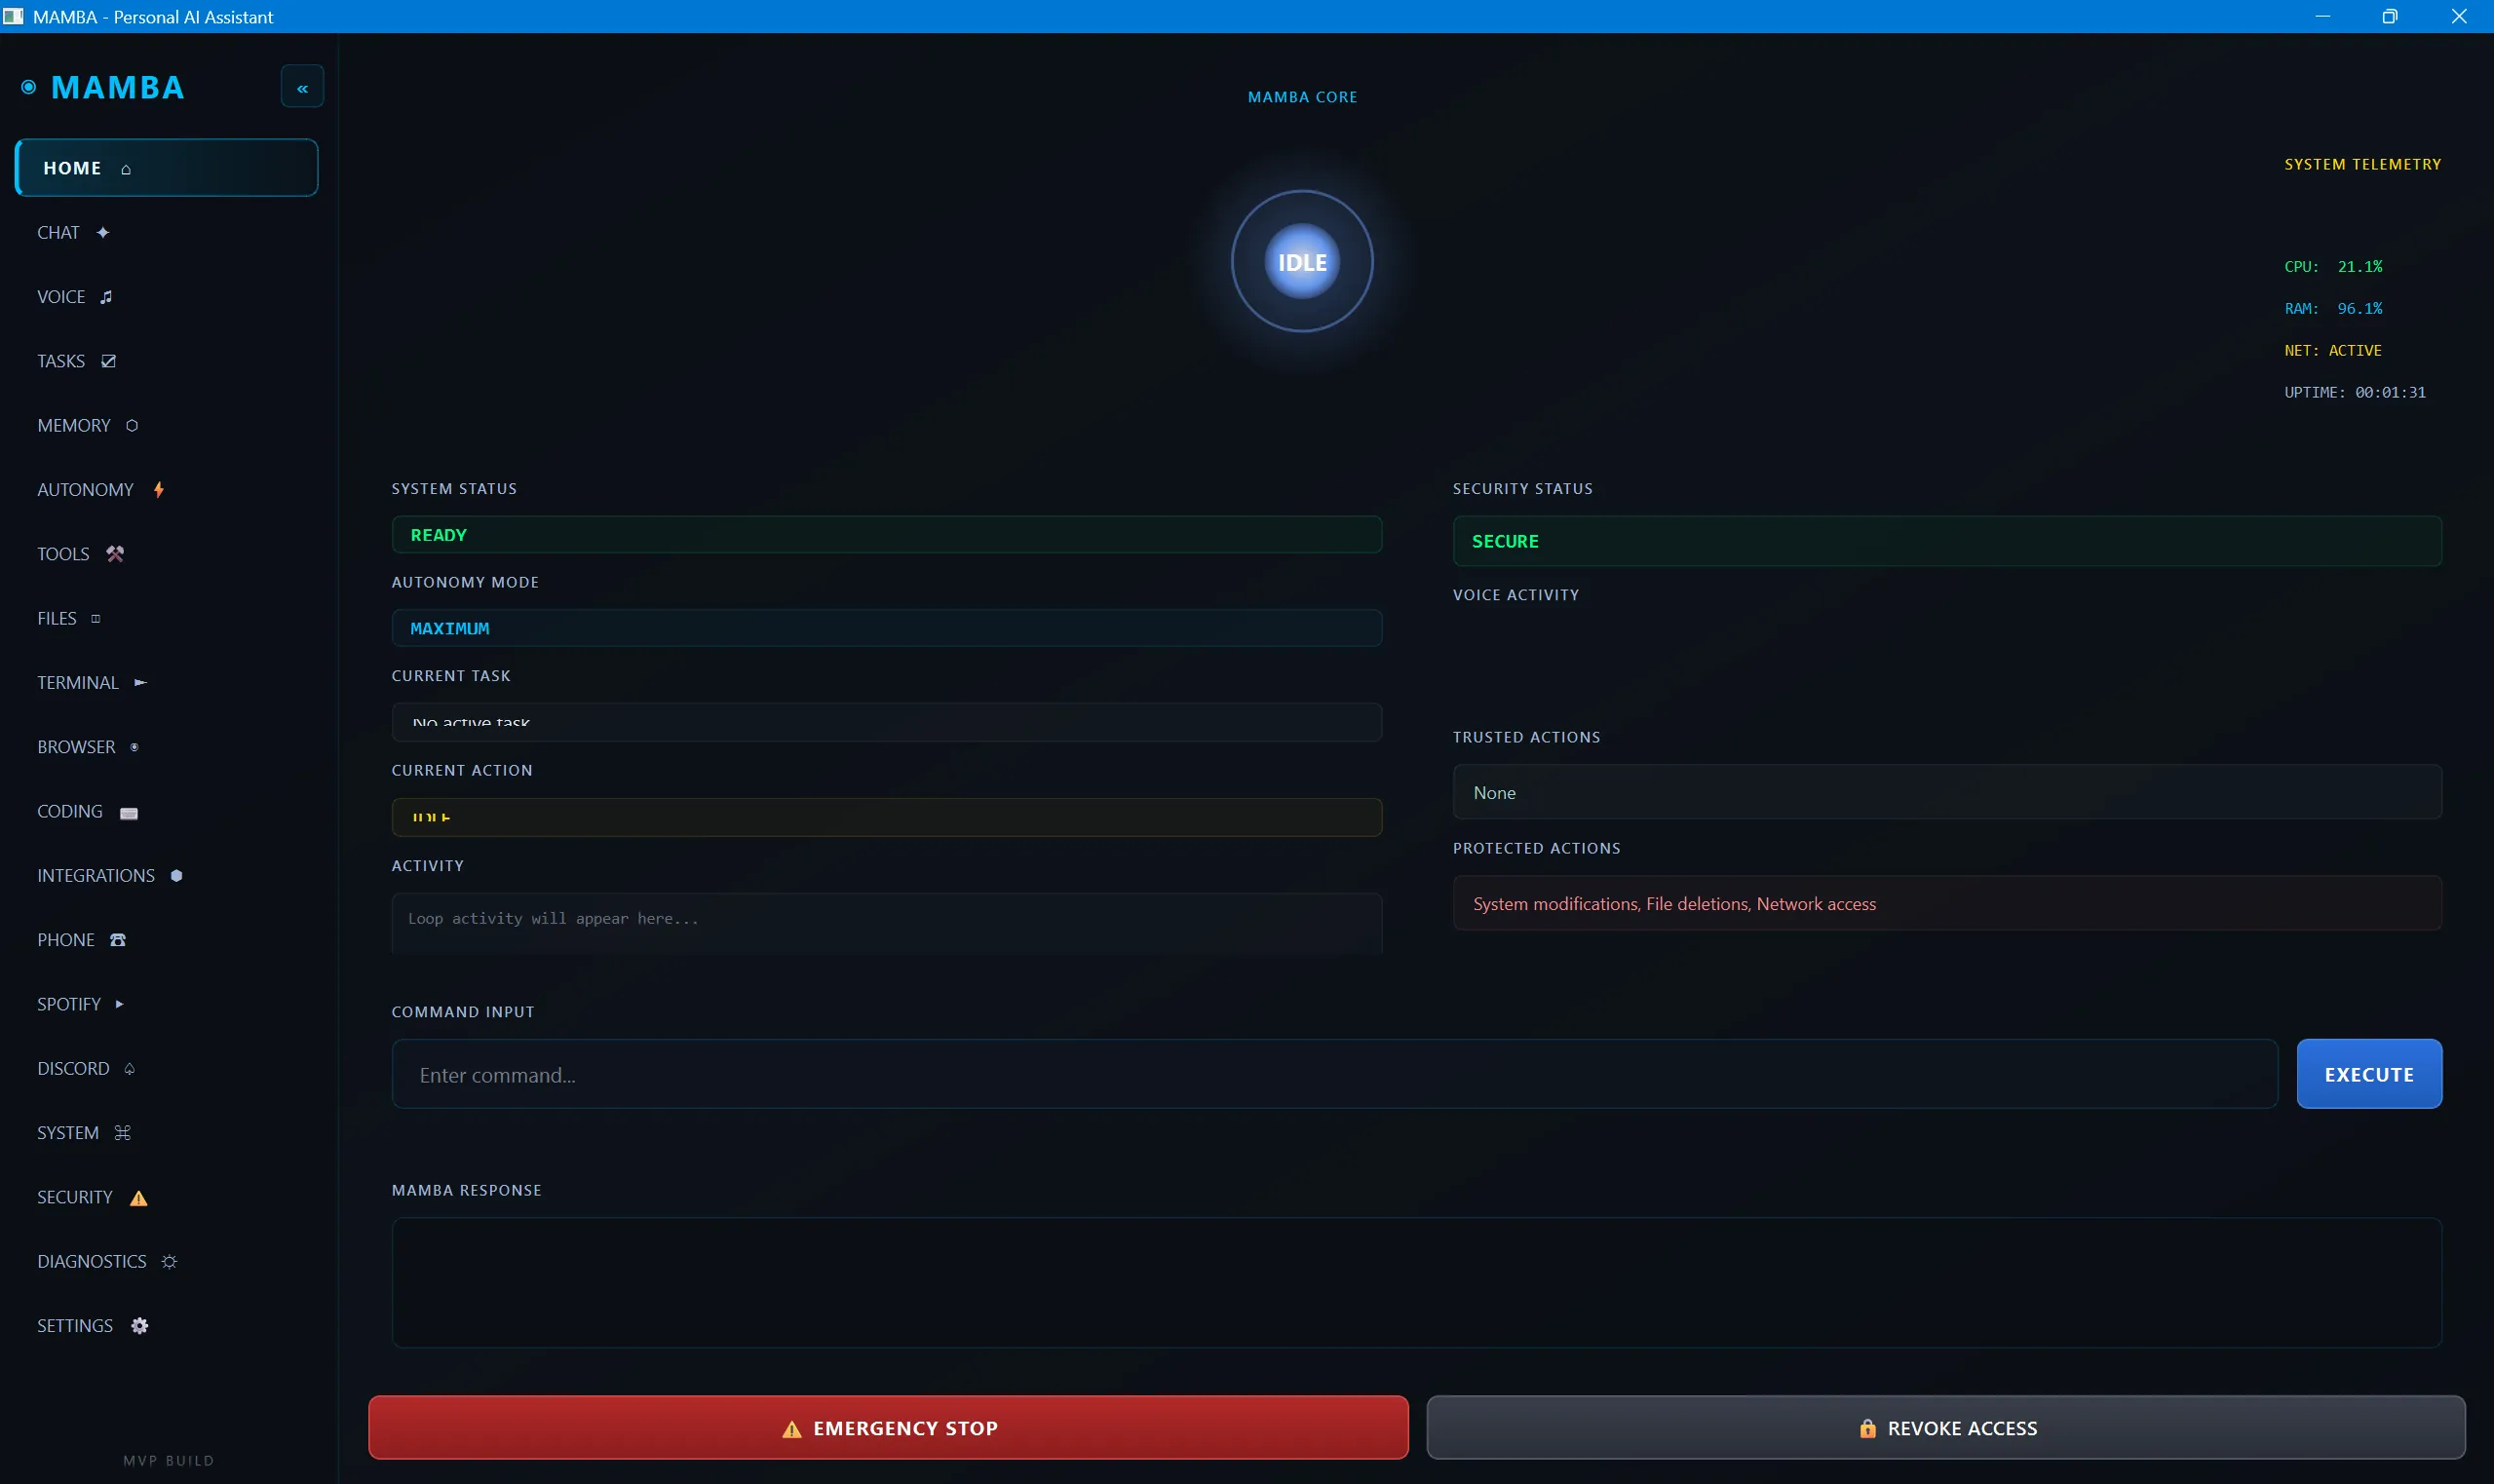 MAMBA - Personal AI Assistant
MAMBA
«
HOME
CHAT
VOICE
TASKS
MEMORY
AUTONOMY
TOOLS
FILES
TERMINAL
BROWSER
CODING
INTEGRATIONS
PHONE
SPOTIFY
DISCORD
SYSTEM
SECURITY
DIAGNOSTICS
SETTINGS
MVP BUILD
MAMBA CORE
IDLE
SYSTEM TELEMETRY
CPU: 21.1%
RAM: 96.1%
NET: ACTIVE
UPTIME: 00:01:31
SYSTEM STATUS
READY
AUTONOMY MODE
MAXIMUM
CURRENT TASK
No active task
CURRENT ACTION
IDLE
ACTIVITY
Loop activity will appear here...
SECURITY STATUS
SECURE
VOICE ACTIVITY
TRUSTED ACTIONS
None
PROTECTED ACTIONS
System modifications, File deletions, Network access
COMMAND INPUT
Enter command...
EXECUTE
MAMBA RESPONSE
EMERGENCY STOP
REVOKE ACCESS